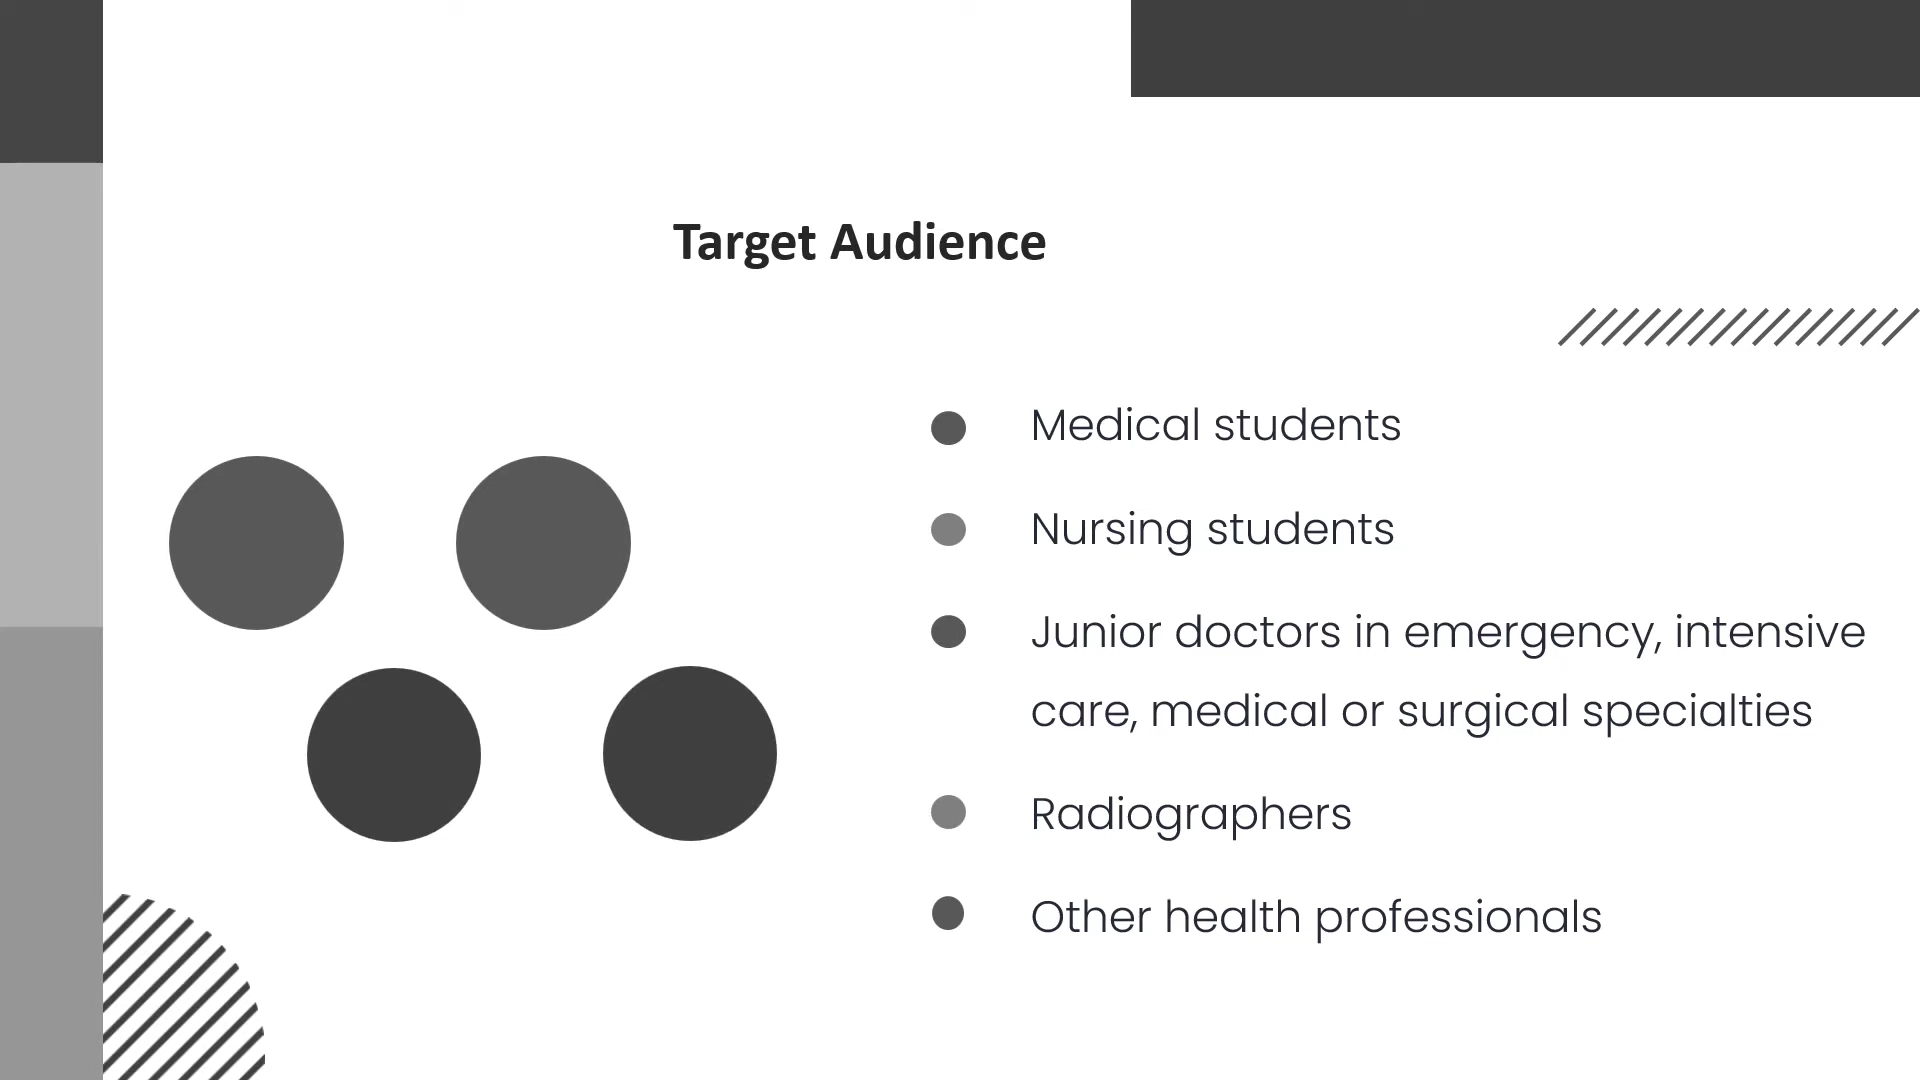 Target Audience
Medical students
Nursing students
Junior doctors in emergency, intensive
care, medical or surgical specialties
Radiographers
Other health professionals